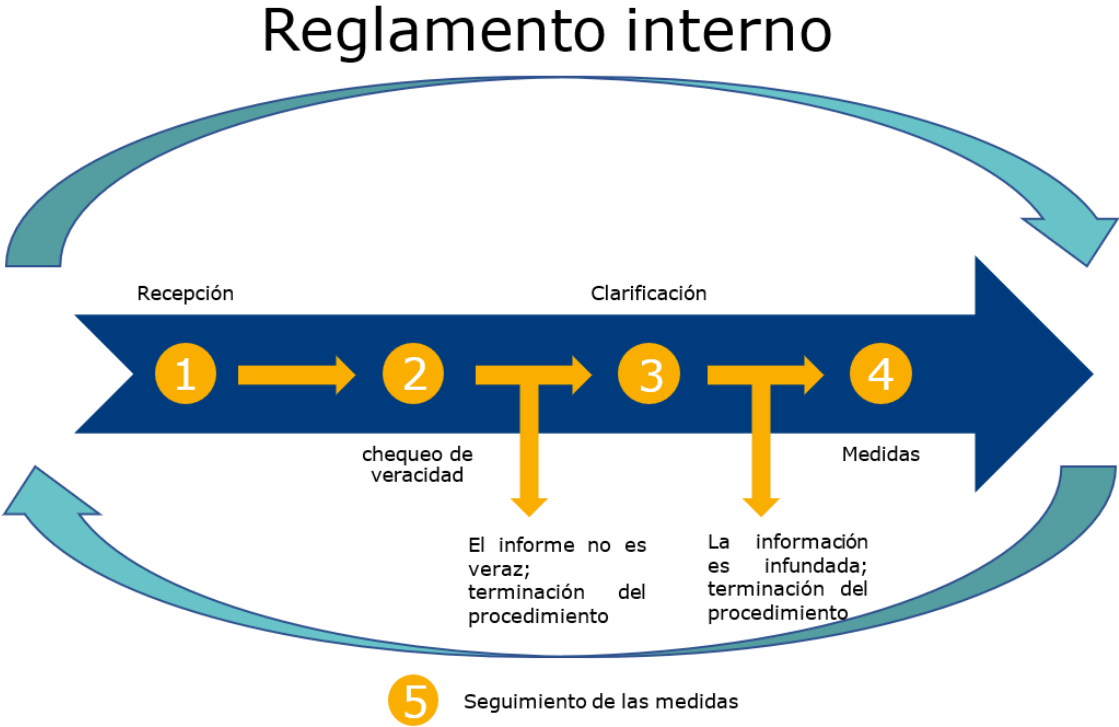 Reglamento interno
Recepción
Clarificación
1
2
3
4
chequeo de
veracidad
Medidas
El informe no es
veraz;
terminación del
procedimiento
La información
es infundada;
terminación del
procedimiento
5 Seguimiento de las medidas